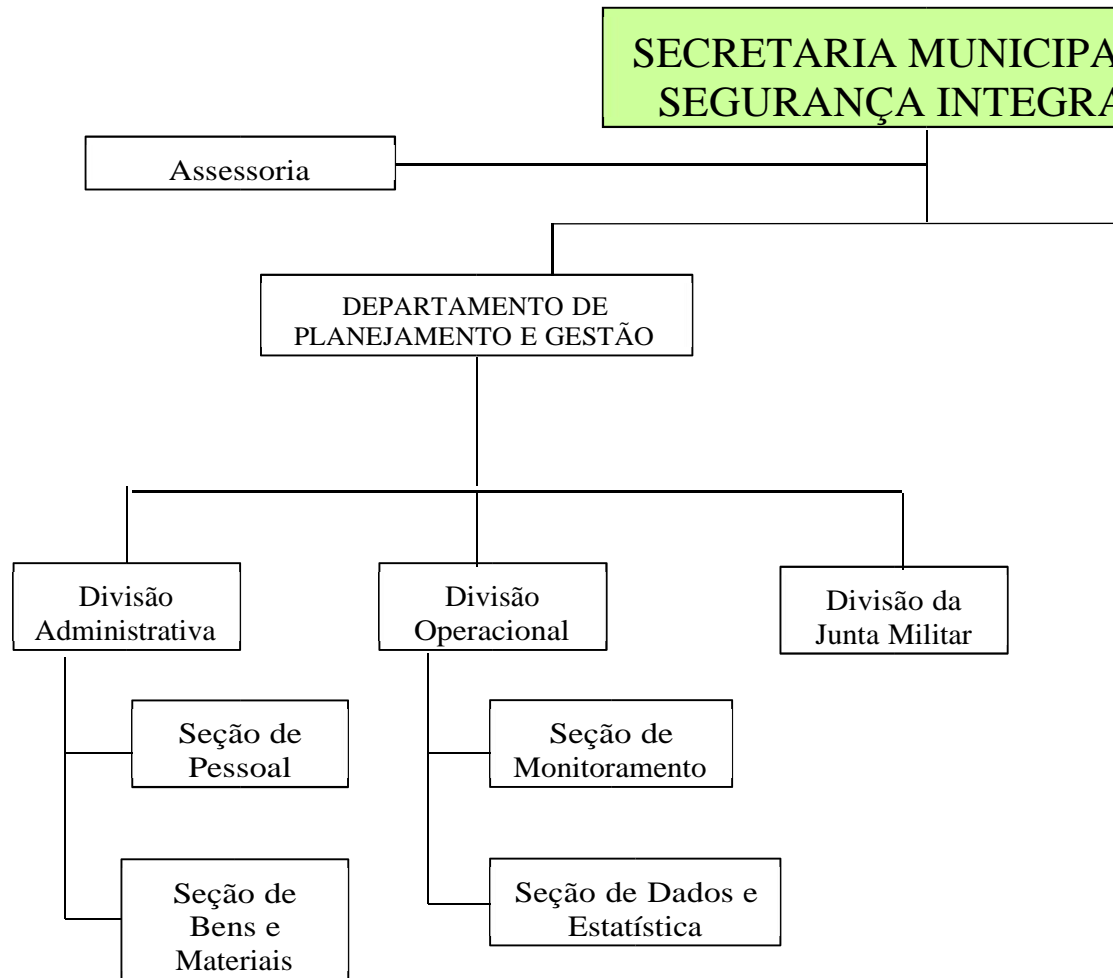 SECRETARIA MUNICIPA
SEGURANÇA INTEGRA
Assessoria
DEPARTAMENTO DE
PLANEJAMENTO E GESTÃO
Divisão
Administrativa
Divisão
Operacional
Divisão da
Junta Militar
Seção de
Pessoal
Seção de
Monitoramento
Seção de
Bens e
Materiais
Seção de Dados e
Estatística